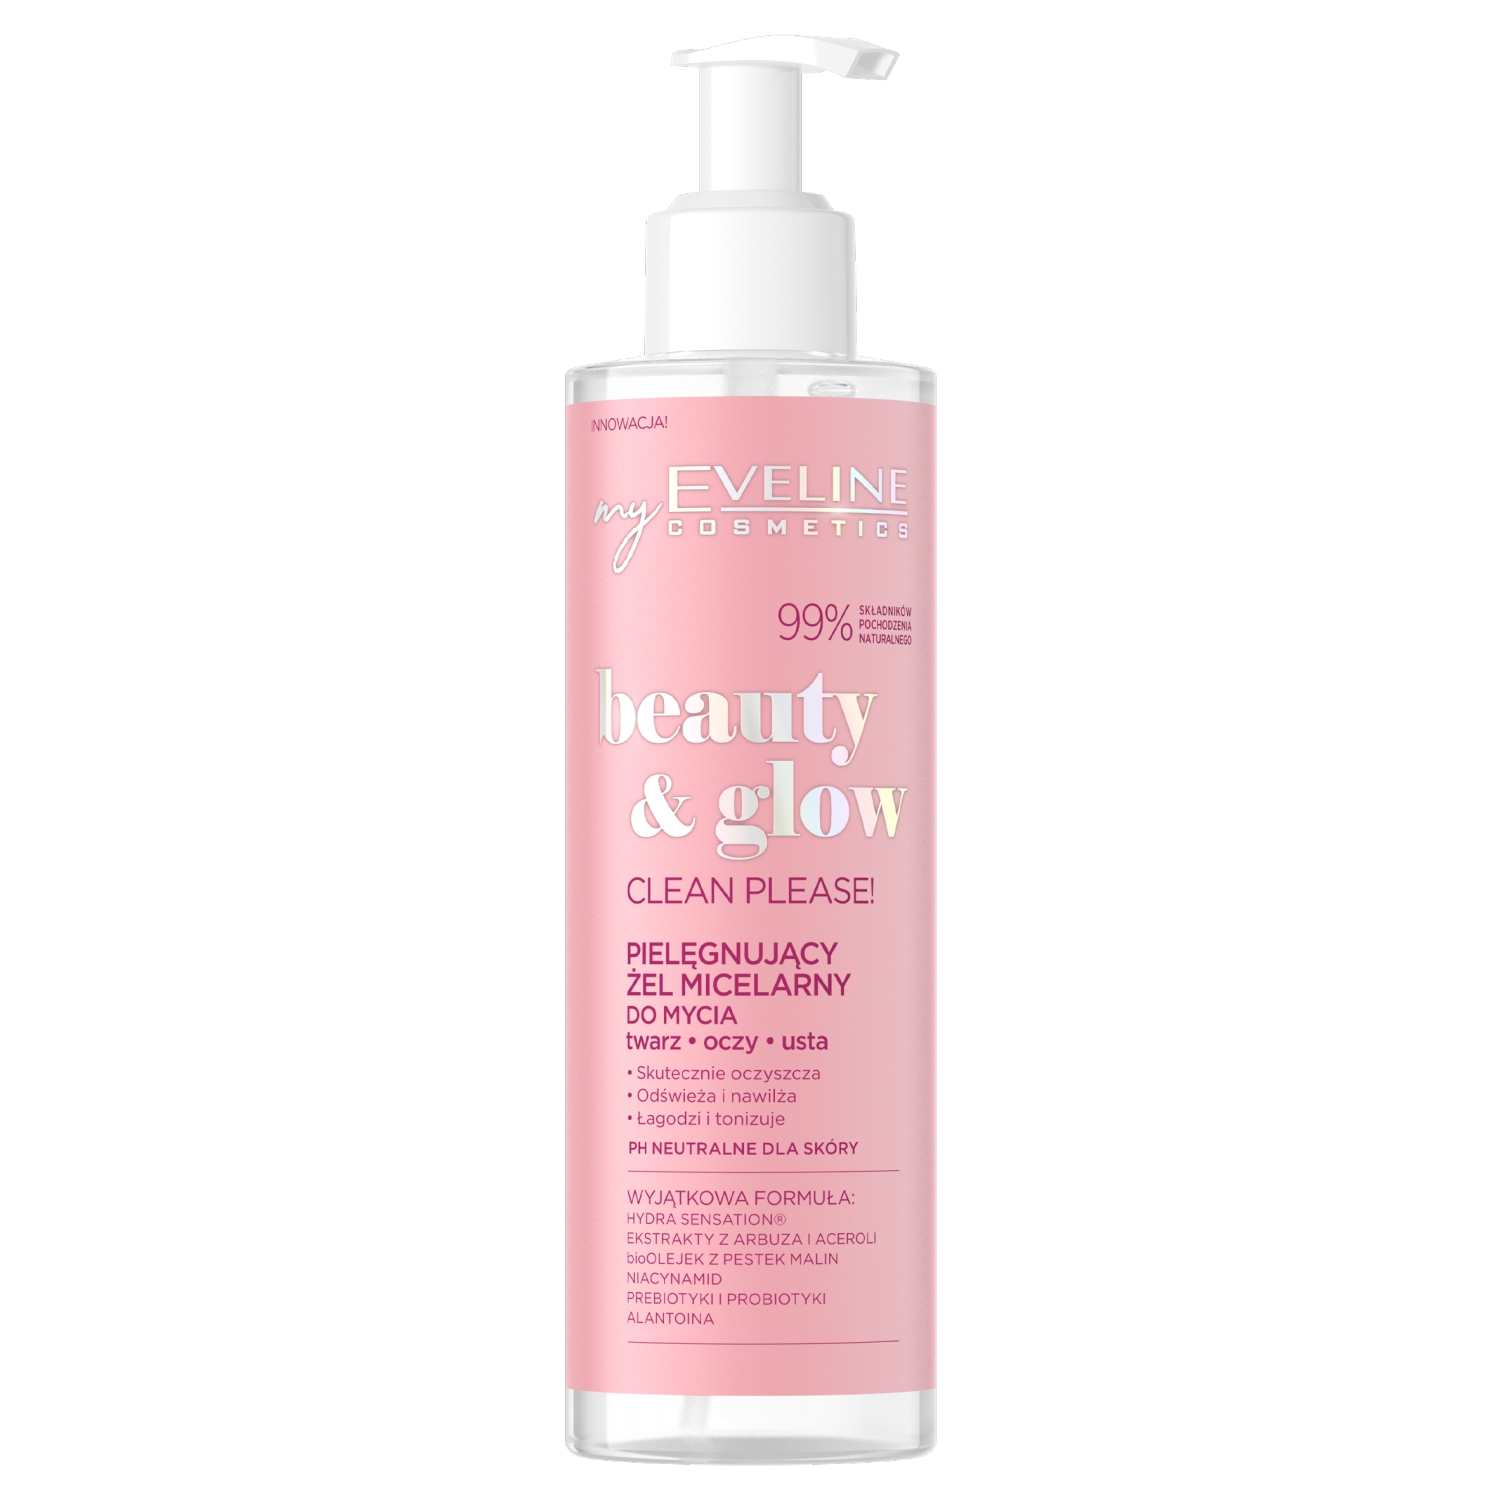 INNOWACJA!
my EVELINE
COSMETICS
99% SKŁADNIKÓW
POCHODZENIA
NATURALNEGO
beauty
& glow
CLEAN PLEASE!
PIELĘGNUJĄCY
ŻEL MICELARNY
DO MYCIA
twarz • oczy • usta
• Skutecznie oczyszcza
• Odświeża i nawilża
• Łagodzi i tonizuje
PH NEUTRALNE DLA SKÓRY
WYJĄTKOWA FORMUŁA:
HYDRA SENSATION®
EKSTRAKTY Z ARBUZA I ACEROLI
bioOLEJEK Z PESTEK MALIN
NIACYNAMID
PREBIOTYKI I PROBIOTYKI
ALANTOINA